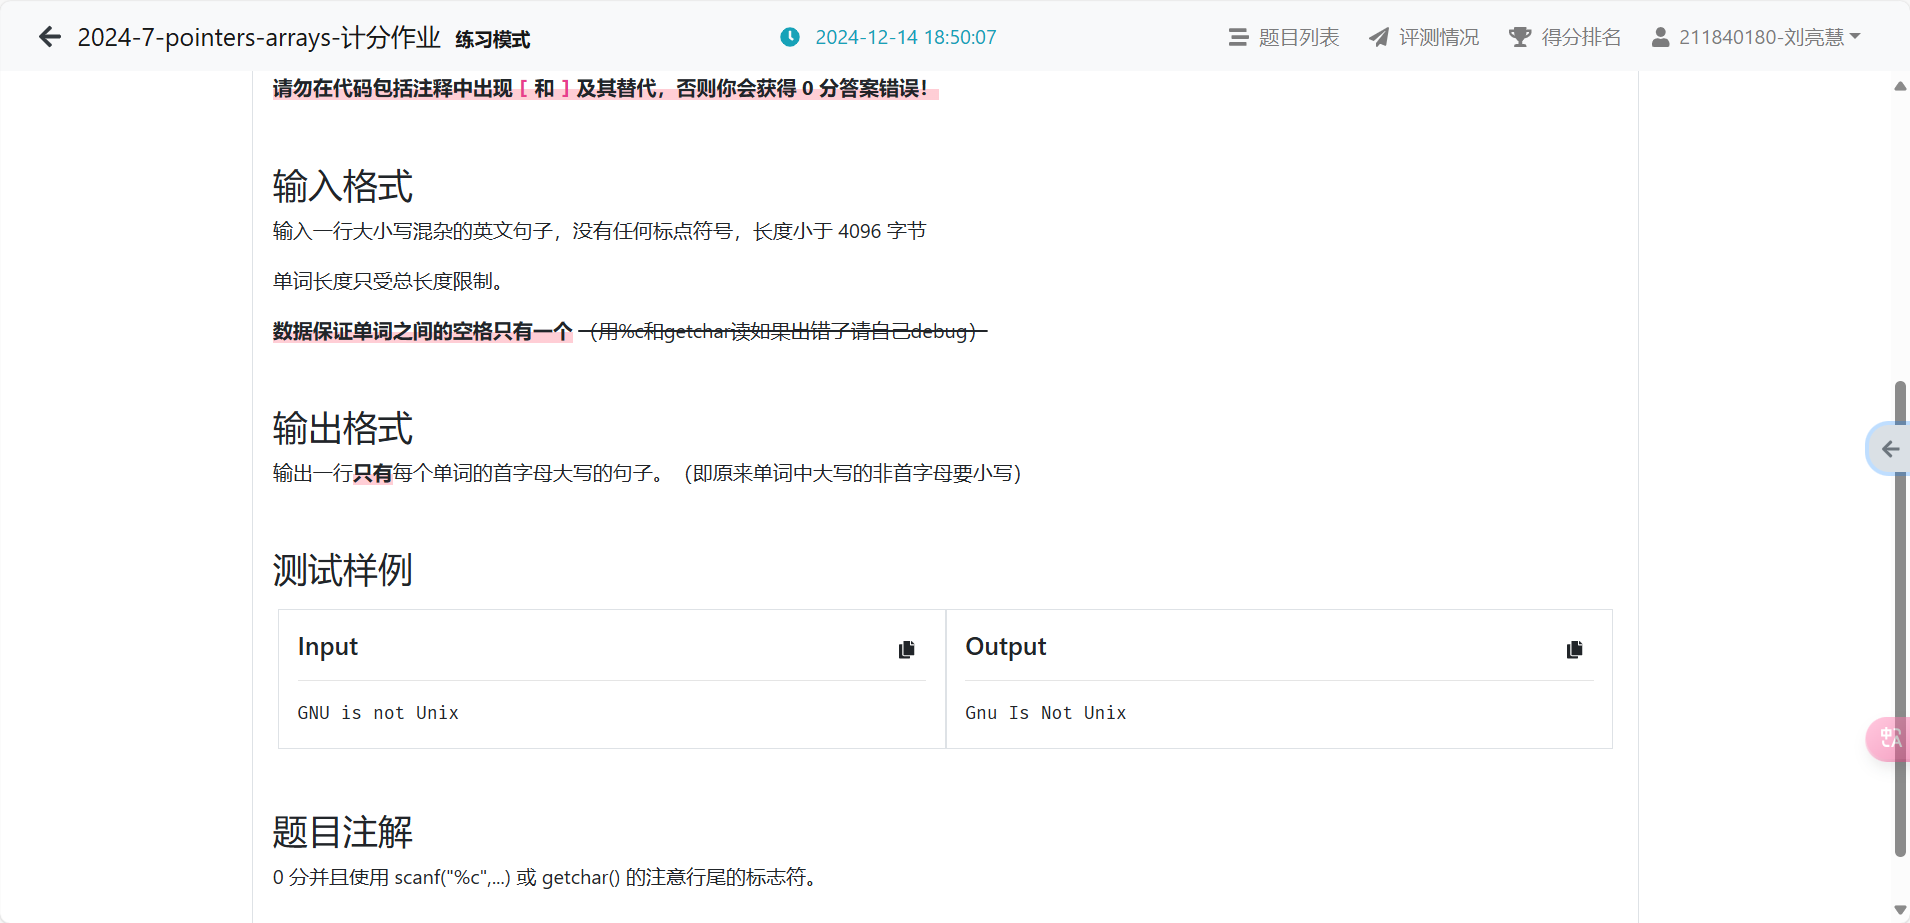 2024-7-pointers-arrays-计分作业 练习模式 2024-12-14 18:50:07 题目列表 评测情况 得分排名 211840180-刘亮慧
请勿在代码包括注释中出现 [ 和 ] 及其替代，否则你会获得 0 分答案错误！
输入格式
输入一行大小写混杂的英文句子，没有任何标点符号，长度小于 4096 字节
单词长度只受总长度限制。
数据保证单词之间的空格只有一个 （用%c和getchar读如果出错了请自己debug）
输出格式
输出一行只有每个单词的首字母大写的句子。（即原来单词中大写的非首字母要小写）
测试样例
Input Output
GNU is not Unix Gnu Is Not Unix
题目注解
0 分并且使用 scanf("%c",...) 或 getchar() 的注意行尾的标志符。